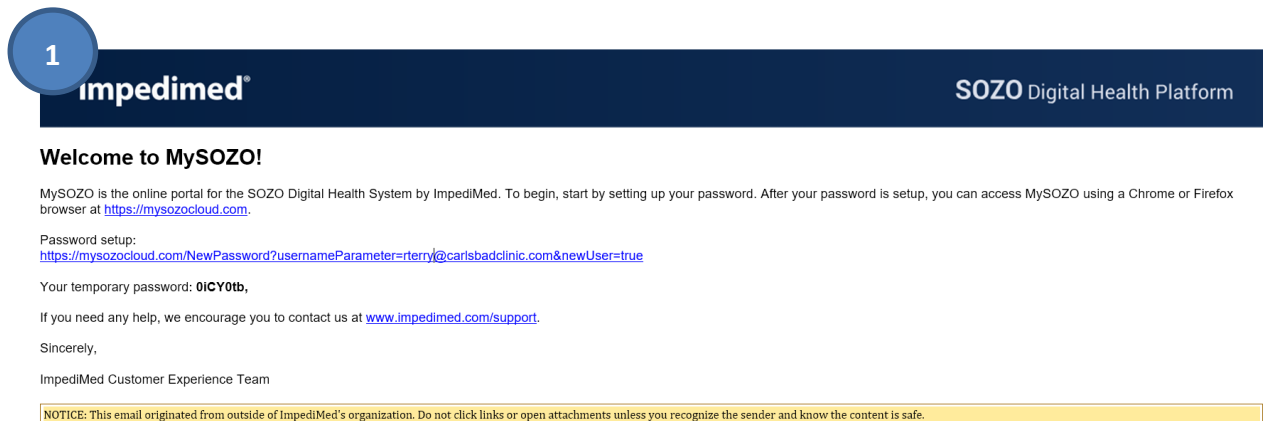 1
impedimed®
SOZO Digital Health Platform
Welcome to MySOZO!
MySOZO is the online portal for the SOZO Digital Health System by ImpediMed. To begin, start by setting up your password. After your password is setup, you can access MySOZO using a Chrome or Firefox
browser at https://mysozocloud.com.
Password setup:
https://mysozocloud.com/NewPassword?usernameParameter=rterry@carlsbadclinic.com&newUser=true
Your temporary password: 0iCY0tb,
If you need any help, we encourage you to contact us at www.impedimed.com/support.
Sincerely,
ImpediMed Customer Experience Team
NOTICE: This email originated from outside of ImpediMed's organization. Do not click links or open attachments unless you recognize the sender and know the content is safe.